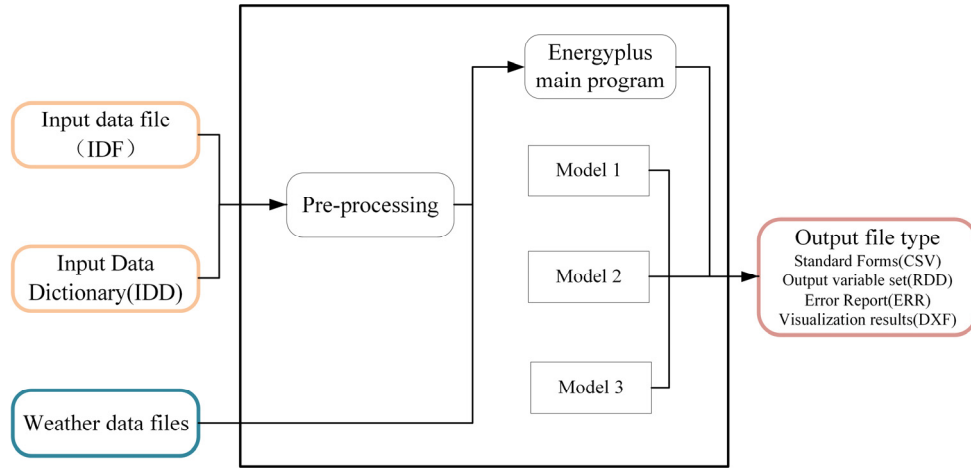 Input data file
（IDF）
Input Data
Dictionary(IDD)
Weather data files
Pre-processing
Energyplus
main program
Model 1
Model 2
Model 3
Output file type
Standard Forms(CSV)
Output variable set(RDD)
Error Report(ERR)
Visualization results(DXF)